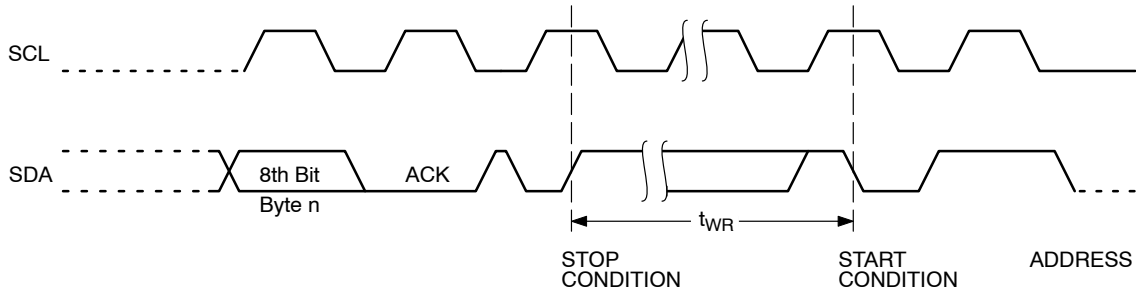 SCL
SDA
8th Bit
Byte n
ACK
tWR
STOP
CONDITION
START
CONDITION
ADDRESS